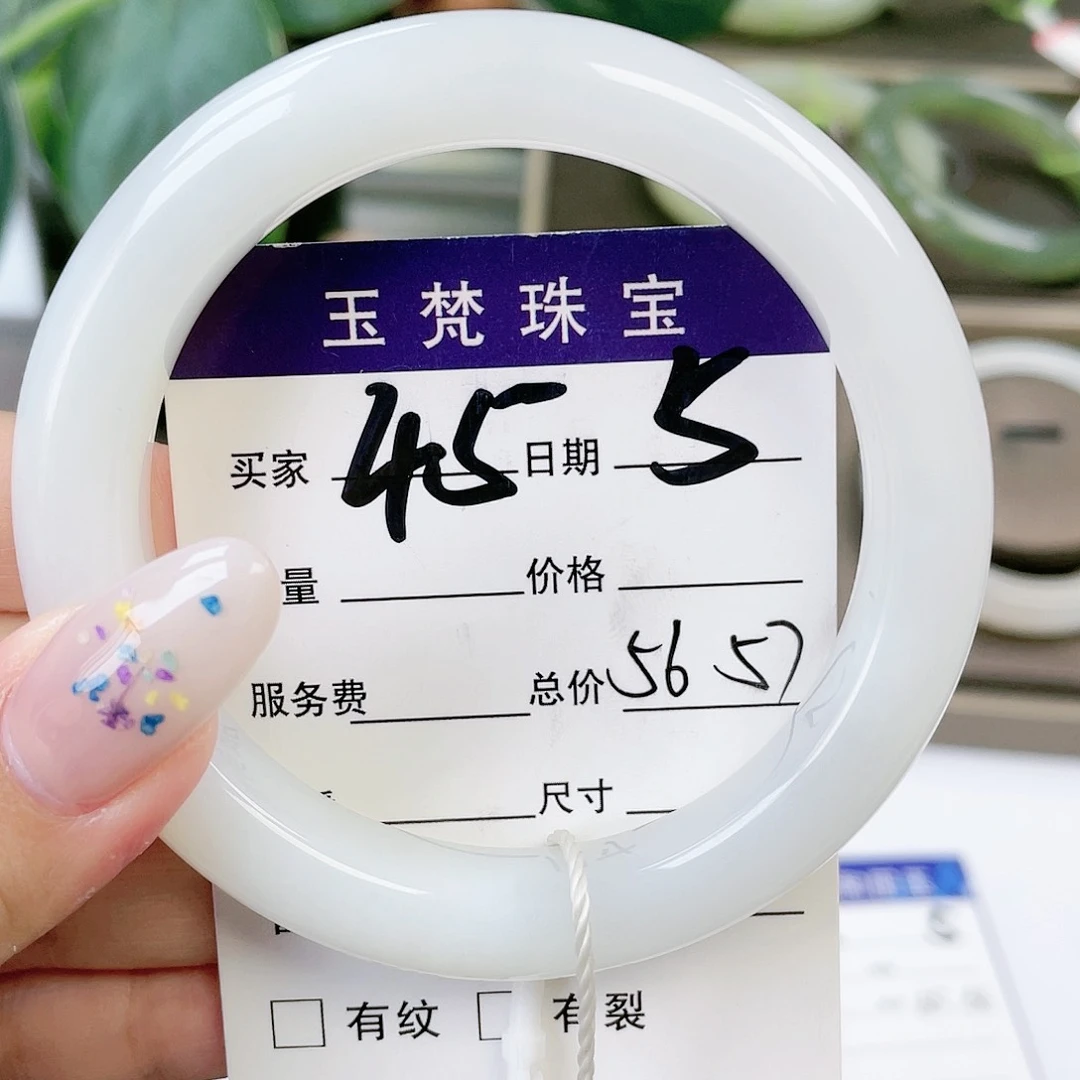 玉梵珠宝
买家 45 日期 5
量 价格
服务费 总价 56 57
尺寸
有纹 有裂